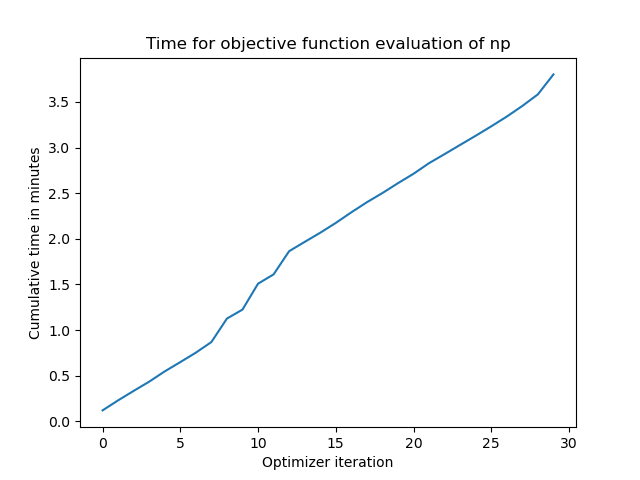 Time for objective function evaluation of np
Cumulative time in minutes
3.5
3.0
2.5
2.0
1.5
1.0
0.5
0.0
0 5 10 15 20 25 30
Optimizer iteration